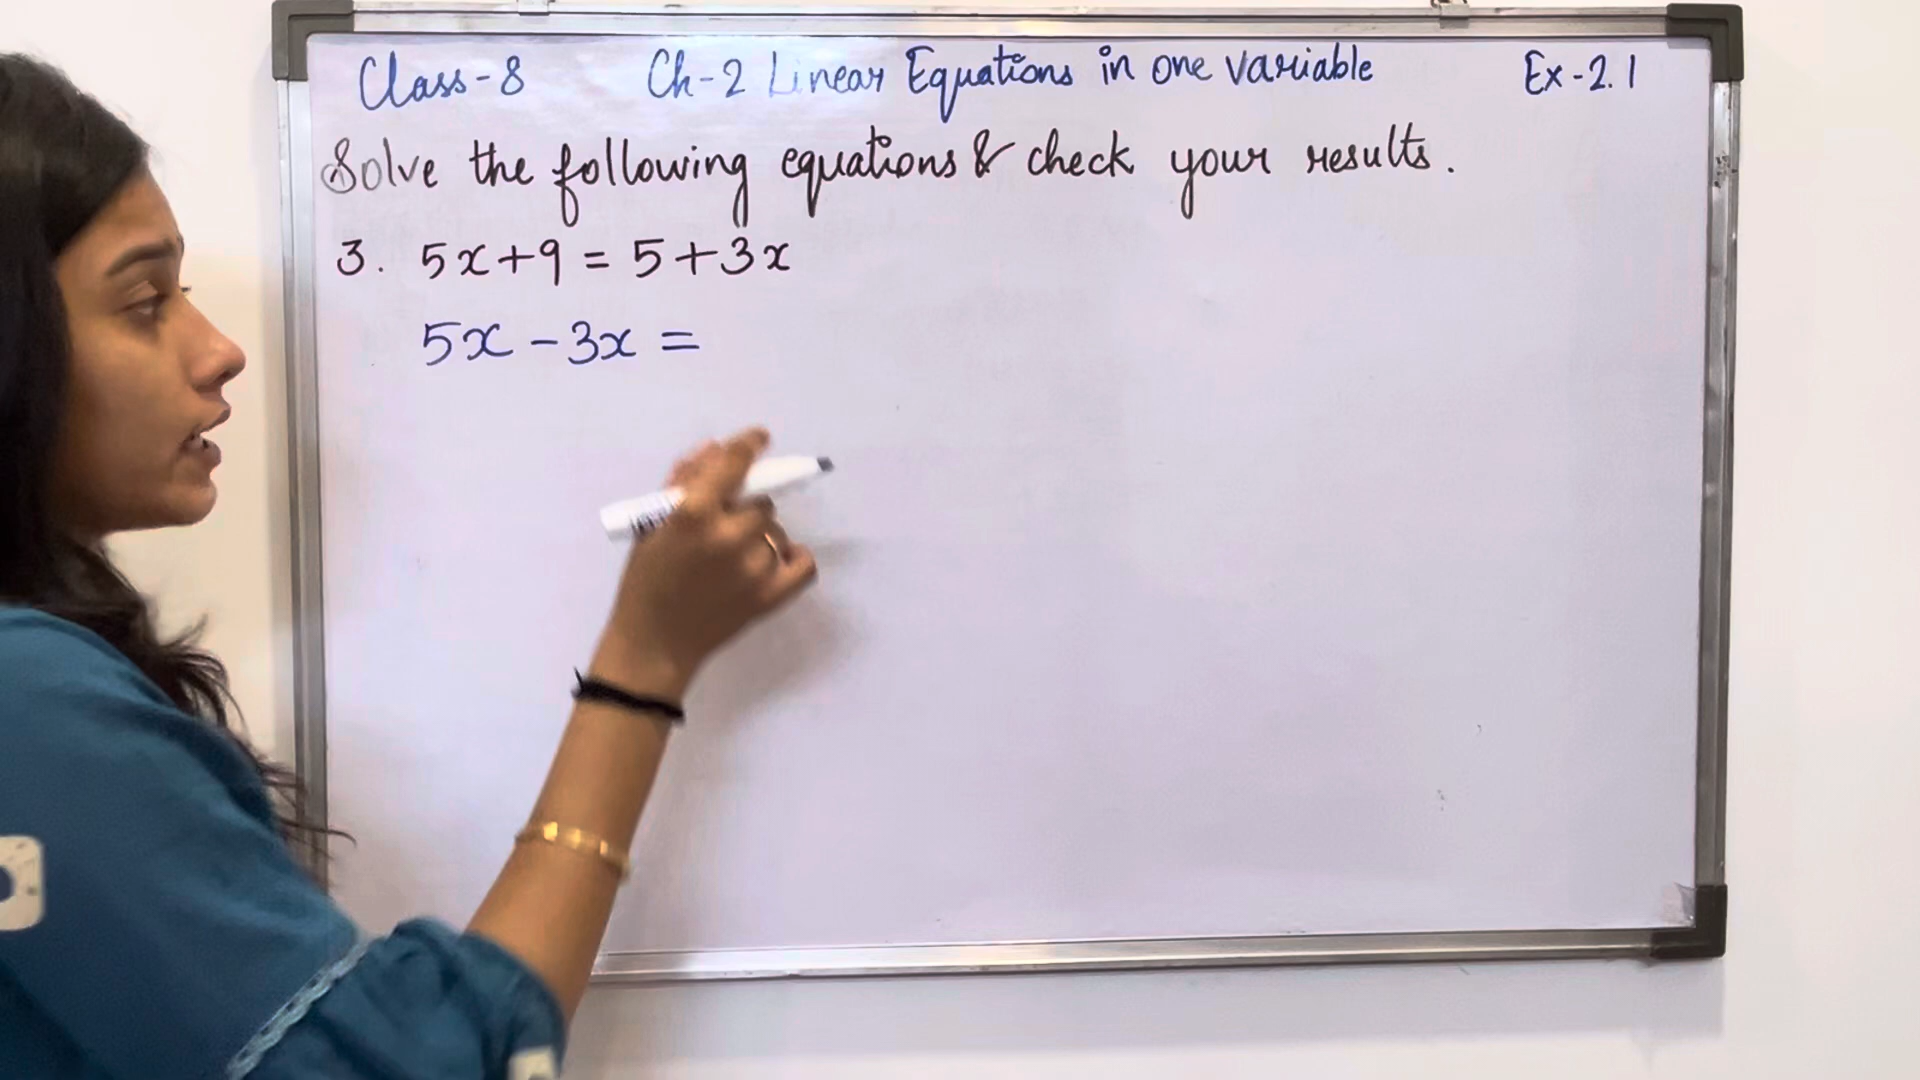 Class-8 Ch-2 Linear Equations in one variable Ex-2.1
Solve the following equations & check your results.
3. 5x+9 = 5+3x
5x - 3x =